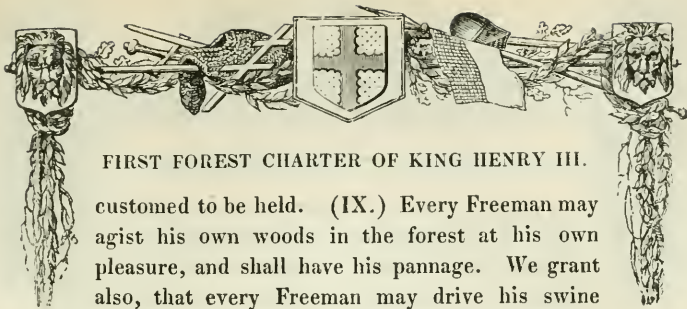 FIRST FOREST CHARTER OF KING HENRY III.
customed to be held. (IX.) Every Freeman may
agist his own woods in the forest at his own
pleasure, and shall have his pannage. We grant
also, that every Freeman may drive his swine